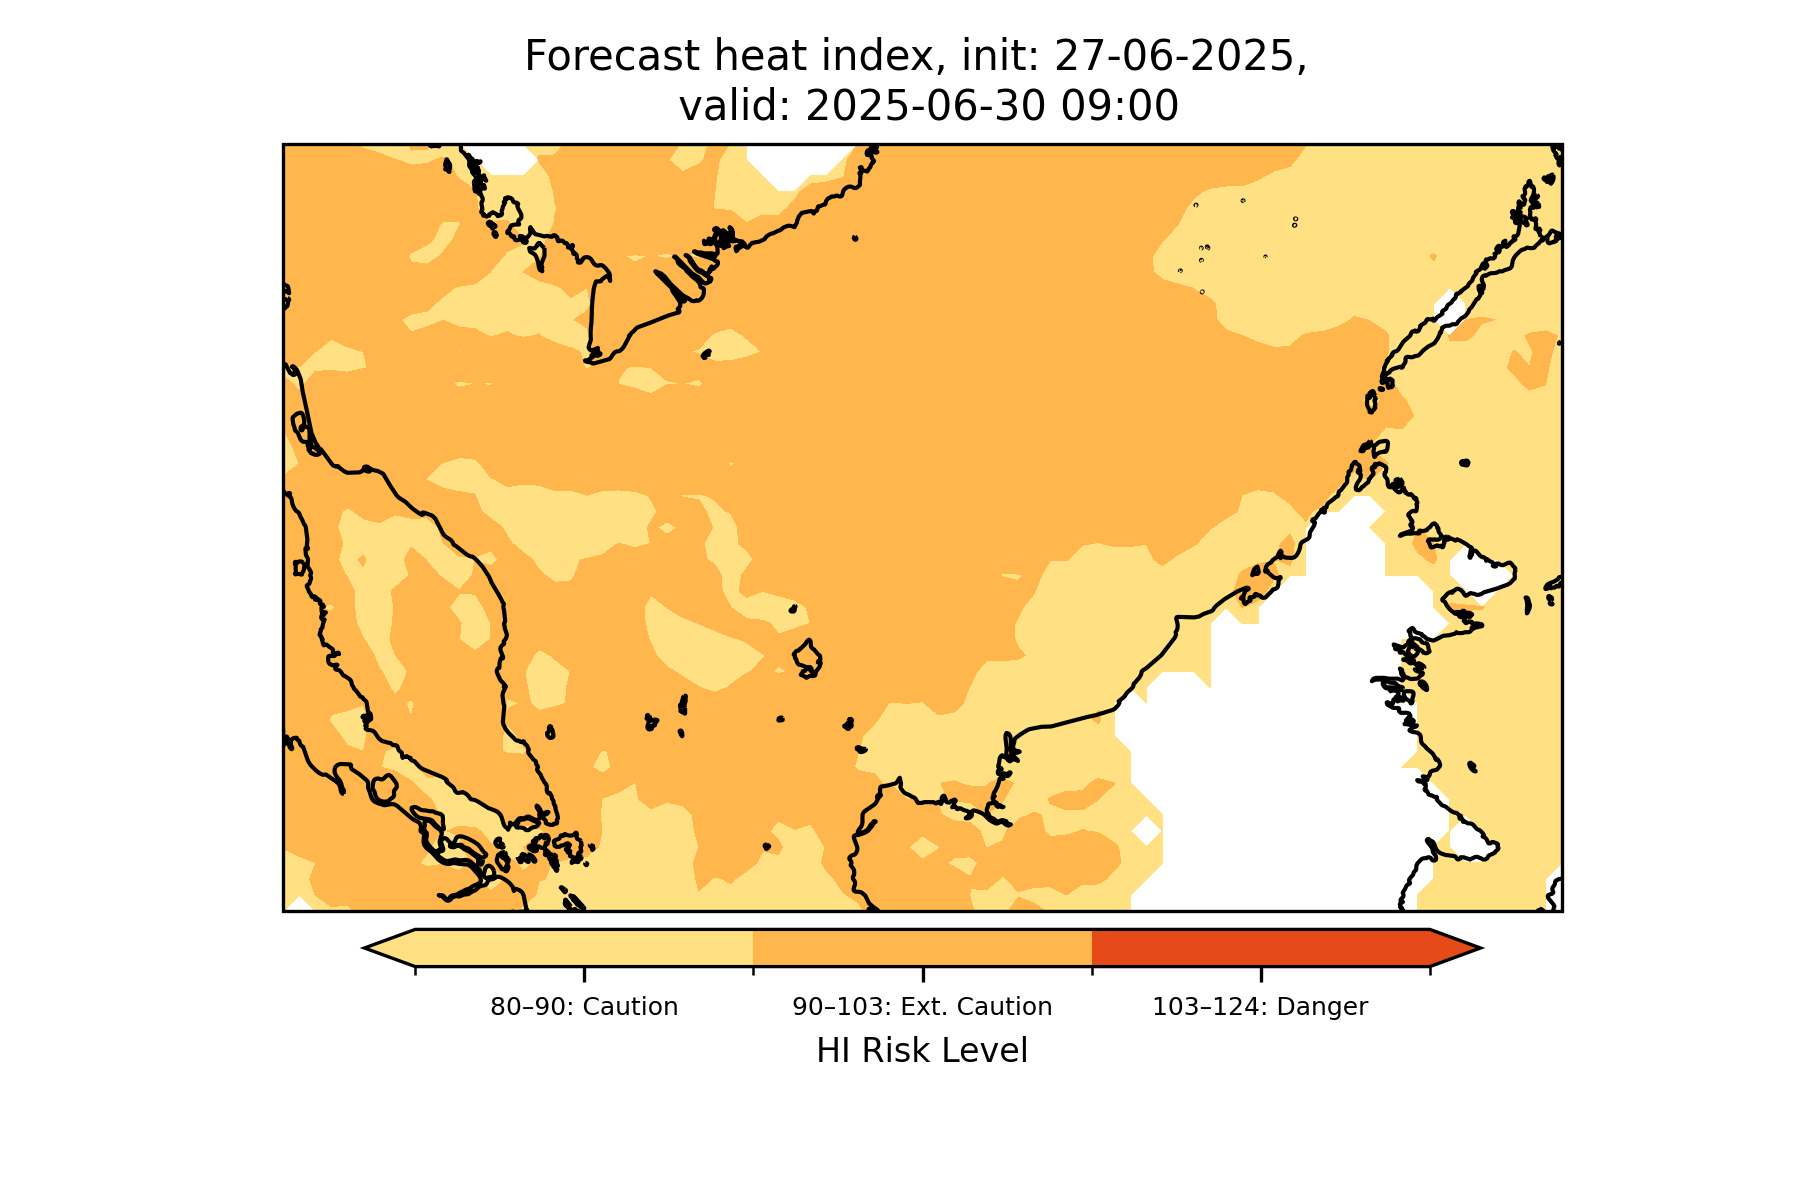 Forecast heat index, init: 27-06-2025,
valid: 2025-06-30 09:00
80–90: Caution
90–103: Ext. Caution
103–124: Danger
HI Risk Level